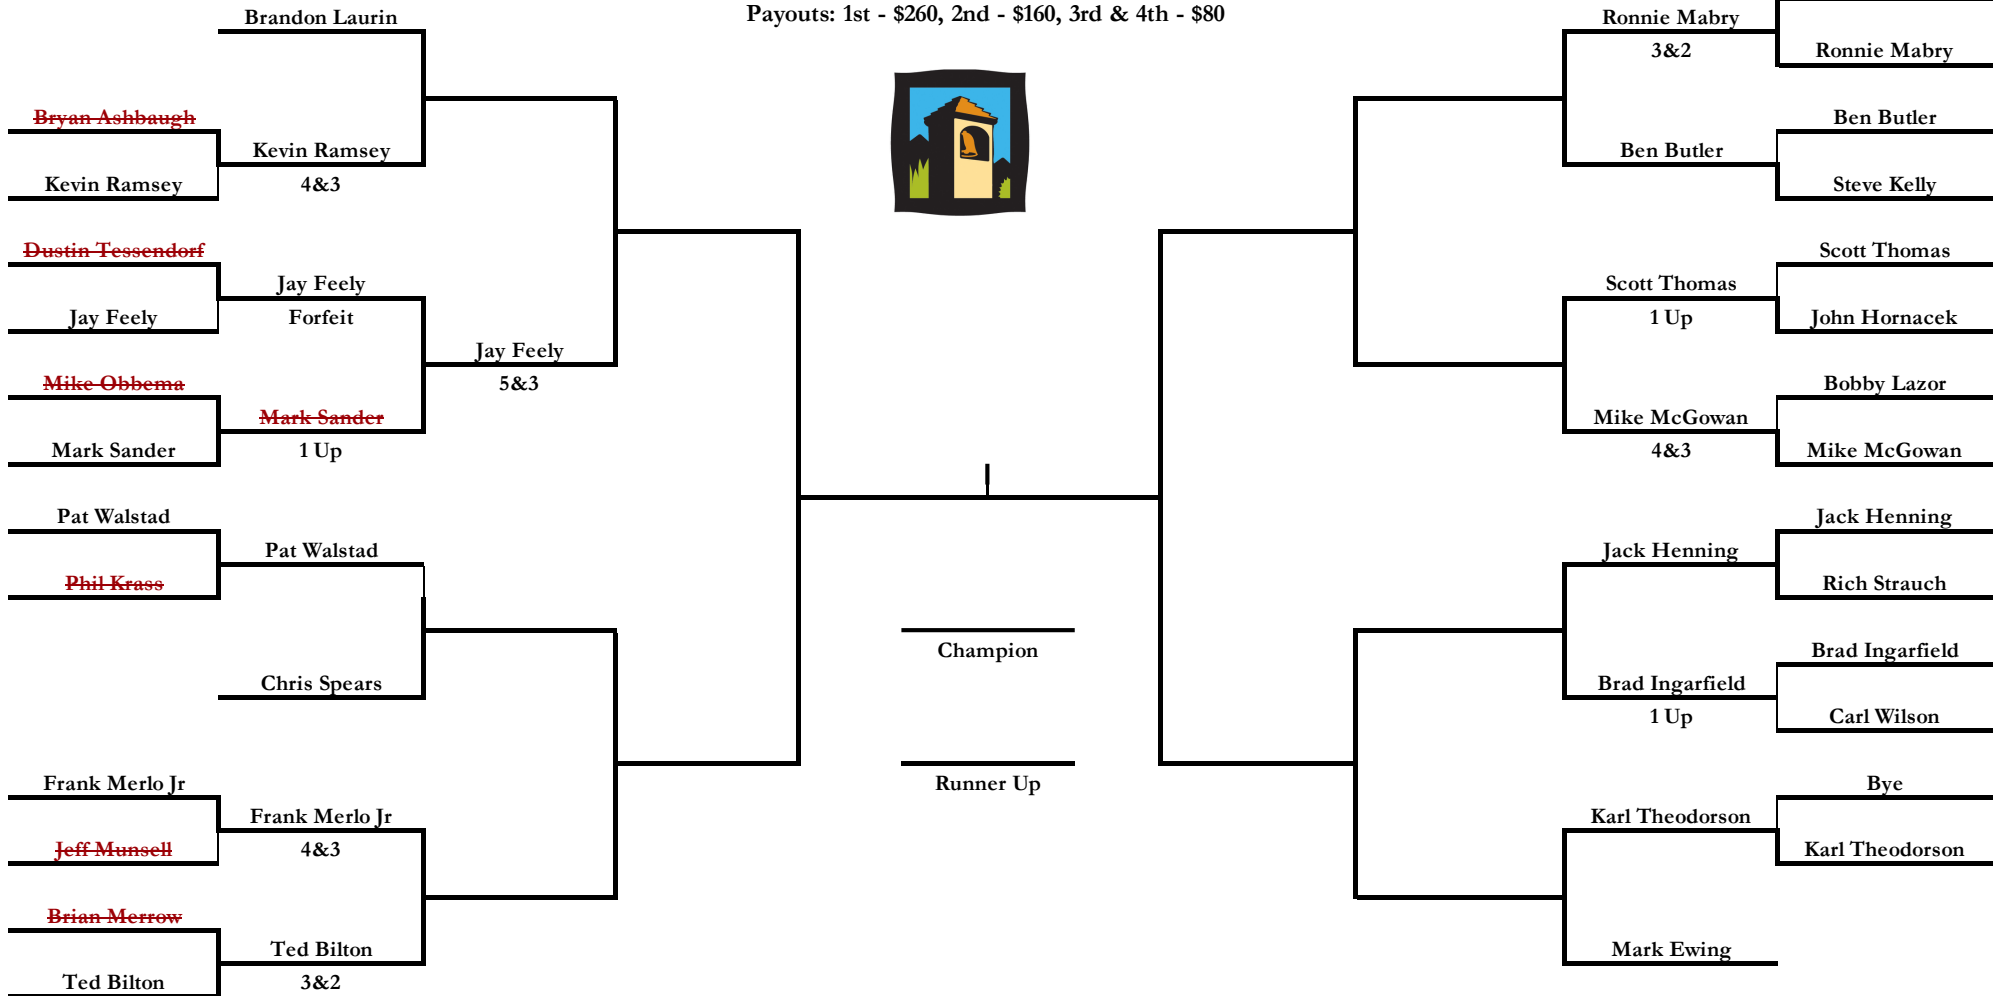 Brandon Laurin
Payouts: 1st - $260, 2nd - $160, 3rd & 4th - $80
Ronnie Mabry
3&2
Ronnie Mabry
Bryan Ashbaugh
Kevin Ramsey
4&3
Kevin Ramsey
Ben Butler
Ben Butler
Steve Kelly
Dustin Tessendorf
Jay Feely
Forfeit
Jay Feely
Jay Feely
5&3
Scott Thomas
Scott Thomas
1 Up
John Hornacek
Mike Obbema
Mark Sander
1 Up
Mark Sander
Bobby Lazor
Mike McGowan
4&3
Mike McGowan
Pat Walstad
Pat Walstad
Phil Krass
Chris Spears
Jack Henning
Jack Henning
Rich Strauch
Champion
Brad Ingarfield
Brad Ingarfield
1 Up
Carl Wilson
Runner Up
Frank Merlo Jr
Frank Merlo Jr
4&3
Jeff Munsell
Bye
Karl Theodorson
Karl Theodorson
Brian Merrow
Ted Bilton
3&2
Ted Bilton
Mark Ewing